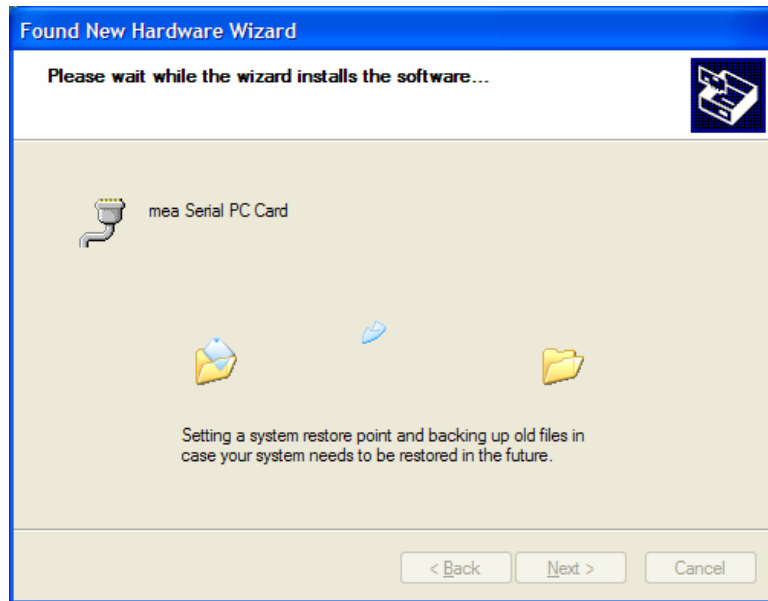 Found New Hardware Wizard
Please wait while the wizard installs the software...
mea Serial PC Card
Setting a system restore point and backing up old files in
case your system needs to be restored in the future.
< Back
Next >
Cancel